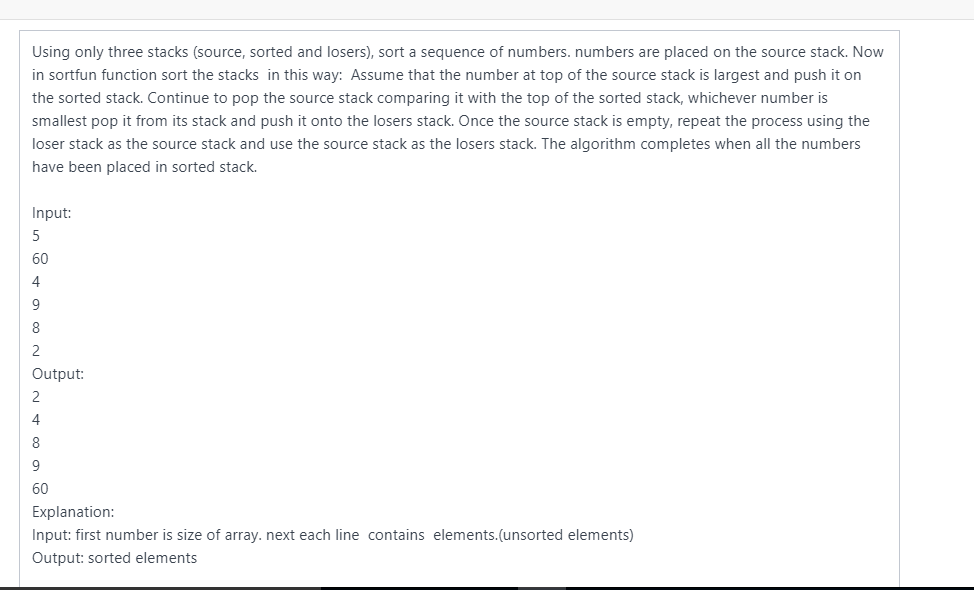 Using only three stacks (source, sorted and losers), sort a sequence of numbers. numbers are placed on the source stack. Now
in sortfun function sort the stacks  in this way:  Assume that the number at top of the source stack is largest and push it on
the sorted stack. Continue to pop the source stack comparing it with the top of the sorted stack, whichever number is
smallest pop it from its stack and push it onto the losers stack. Once the source stack is empty, repeat the process using the
loser stack as the source stack and use the source stack as the losers stack. The algorithm completes when all the numbers
have been placed in sorted stack.
Input:
5
60
4
9
8
2
Output:
2
4
8
9
60
Explanation:
Input: first number is size of array. next each line  contains  elements.(unsorted elements)
Output: sorted elements